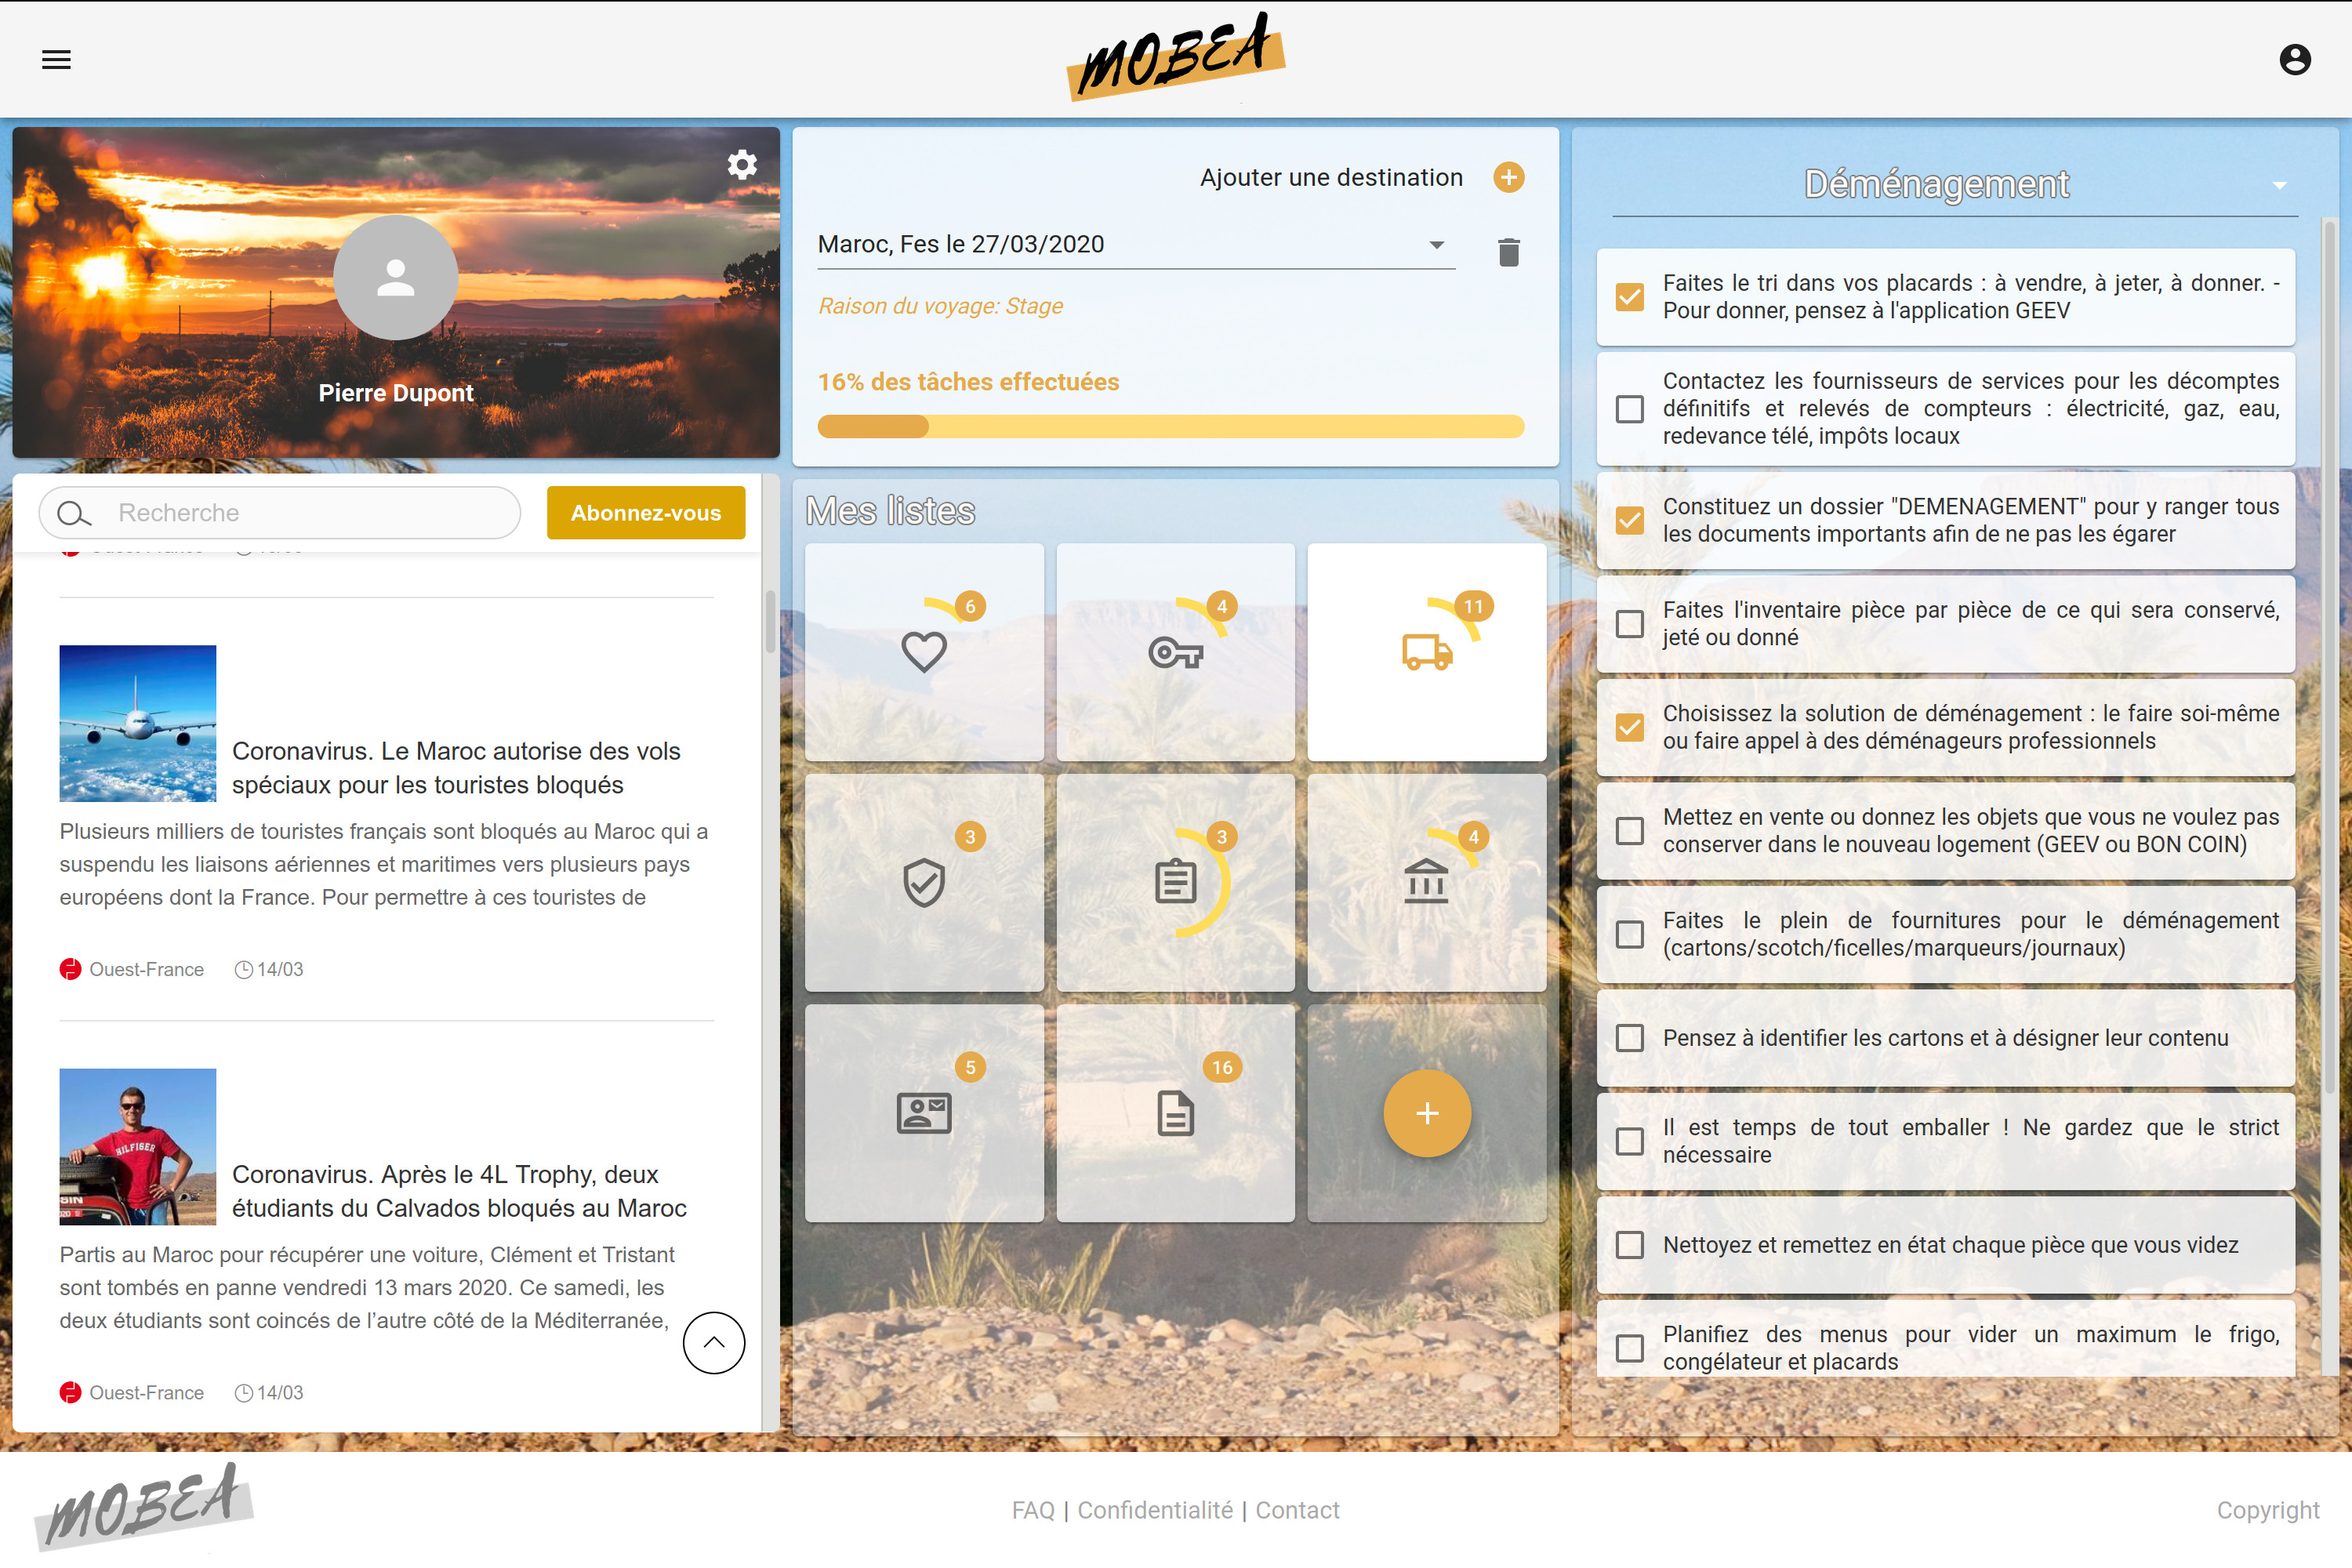 MOBEA
Pierre Dupont
Recherche
Abonnez-vous
Coronavirus. Le Maroc autorise des vols
spéciaux pour les touristes bloqués
Plusieurs milliers de touristes français sont bloqués au Maroc qui a
suspendu les liaisons aériennes et maritimes vers plusieurs pays
européens dont la France. Pour permettre à ces touristes de
Ouest-France 14/03
HILFIGER
Coronavirus. Après le 4L Trophy, deux
étudiants du Calvados bloqués au Maroc
Partis au Maroc pour récupérer une voiture, Clément et Tristant
sont tombés en panne vendredi 13 mars 2020. Ce samedi, les
deux étudiants sont coincés de l’autre côté de la Méditerranée,
Ouest-France 14/03
Ajouter une destination
Maroc, Fes le 27/03/2020
Raison du voyage: Stage
16% des tâches effectuées
Mes listes
6 4 11
3 3 4
5 16
Déménagement
Faites le tri dans vos placards : à vendre, à jeter, à donner. -
Pour donner, pensez à l'application GEEV
Contactez les fournisseurs de services pour les décomptes
définitifs et relevés de compteurs : électricité, gaz, eau,
redevance télé, impôts locaux
Constituez un dossier "DEMENAGEMENT" pour y ranger tous
les documents importants afin de ne pas les égarer
Faites l'inventaire pièce par pièce de ce qui sera conservé,
jeté ou donné
Choisissez la solution de déménagement : le faire soi-même
ou faire appel à des déménageurs professionnels
Mettez en vente ou donnez les objets que vous ne voulez pas
conserver dans le nouveau logement (GEEV ou BON COIN)
Faites le plein de fournitures pour le déménagement
(cartons/scotch/ficelles/marqueurs/journaux)
Pensez à identifier les cartons et à désigner leur contenu
Il est temps de tout emballer ! Ne gardez que le strict
nécessaire
Nettoyez et remettez en état chaque pièce que vous videz
Planifiez des menus pour vider un maximum le frigo,
congélateur et placards
MOBEA
FAQ | Confidentialité | Contact
Copyright